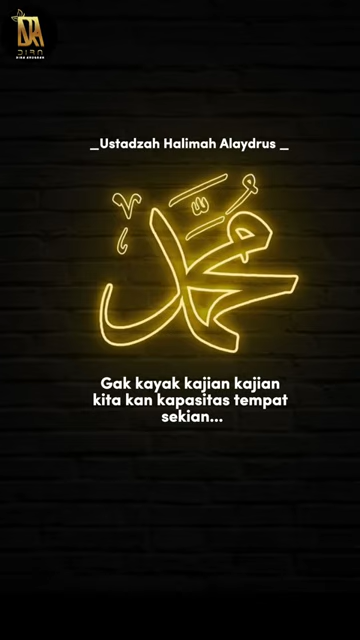 _Ustadzah Halimah Alaydrus _
محمد
Gak kayak kajian kajian
kita kan kapasitas tempat
sekian...